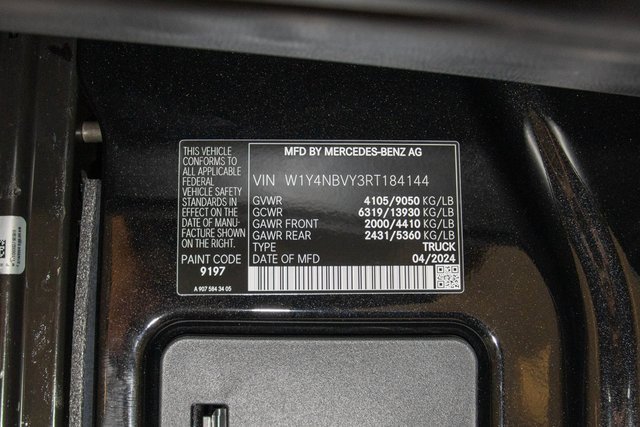 THIS VEHICLE
CONFORMS TO
ALL APPLICABLE
FEDERAL
VEHICLE SAFETY
STANDARDS IN
EFFECT ON THE
DATE OF MANU-
FACTURE SHOWN
ON THE RIGHT.
PAINT CODE
9197
A 907 584 34 05
MFD BY MERCEDES-BENZ AG
VIN W1Y4NBVY3RT184144
GVWR 4105/9050 KG/LB
GCWR 6319/13930 KG/LB
GAWR FRONT 2000/4410 KG/LB
GAWR REAR 2431/5360 KG/LB
TYPE TRUCK
DATE OF MFD 04/2024